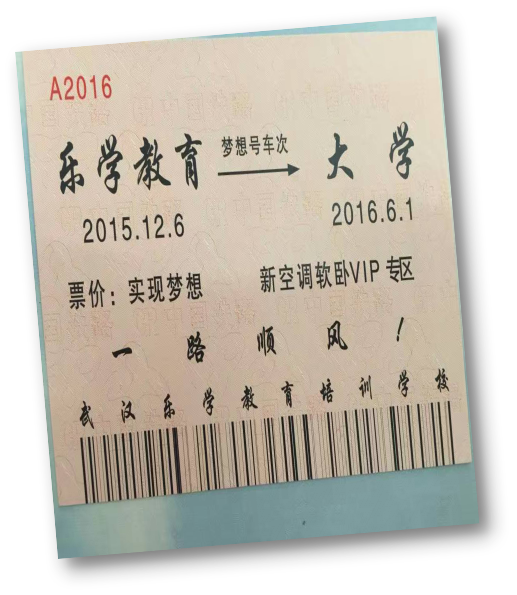 A2016
梦想号车次
乐学教育 → 大学
2015.12.6 2016.6.1
票价：实现梦想 新空调软卧VIP 专区
一路顺风！
武汉乐学教育培训学校